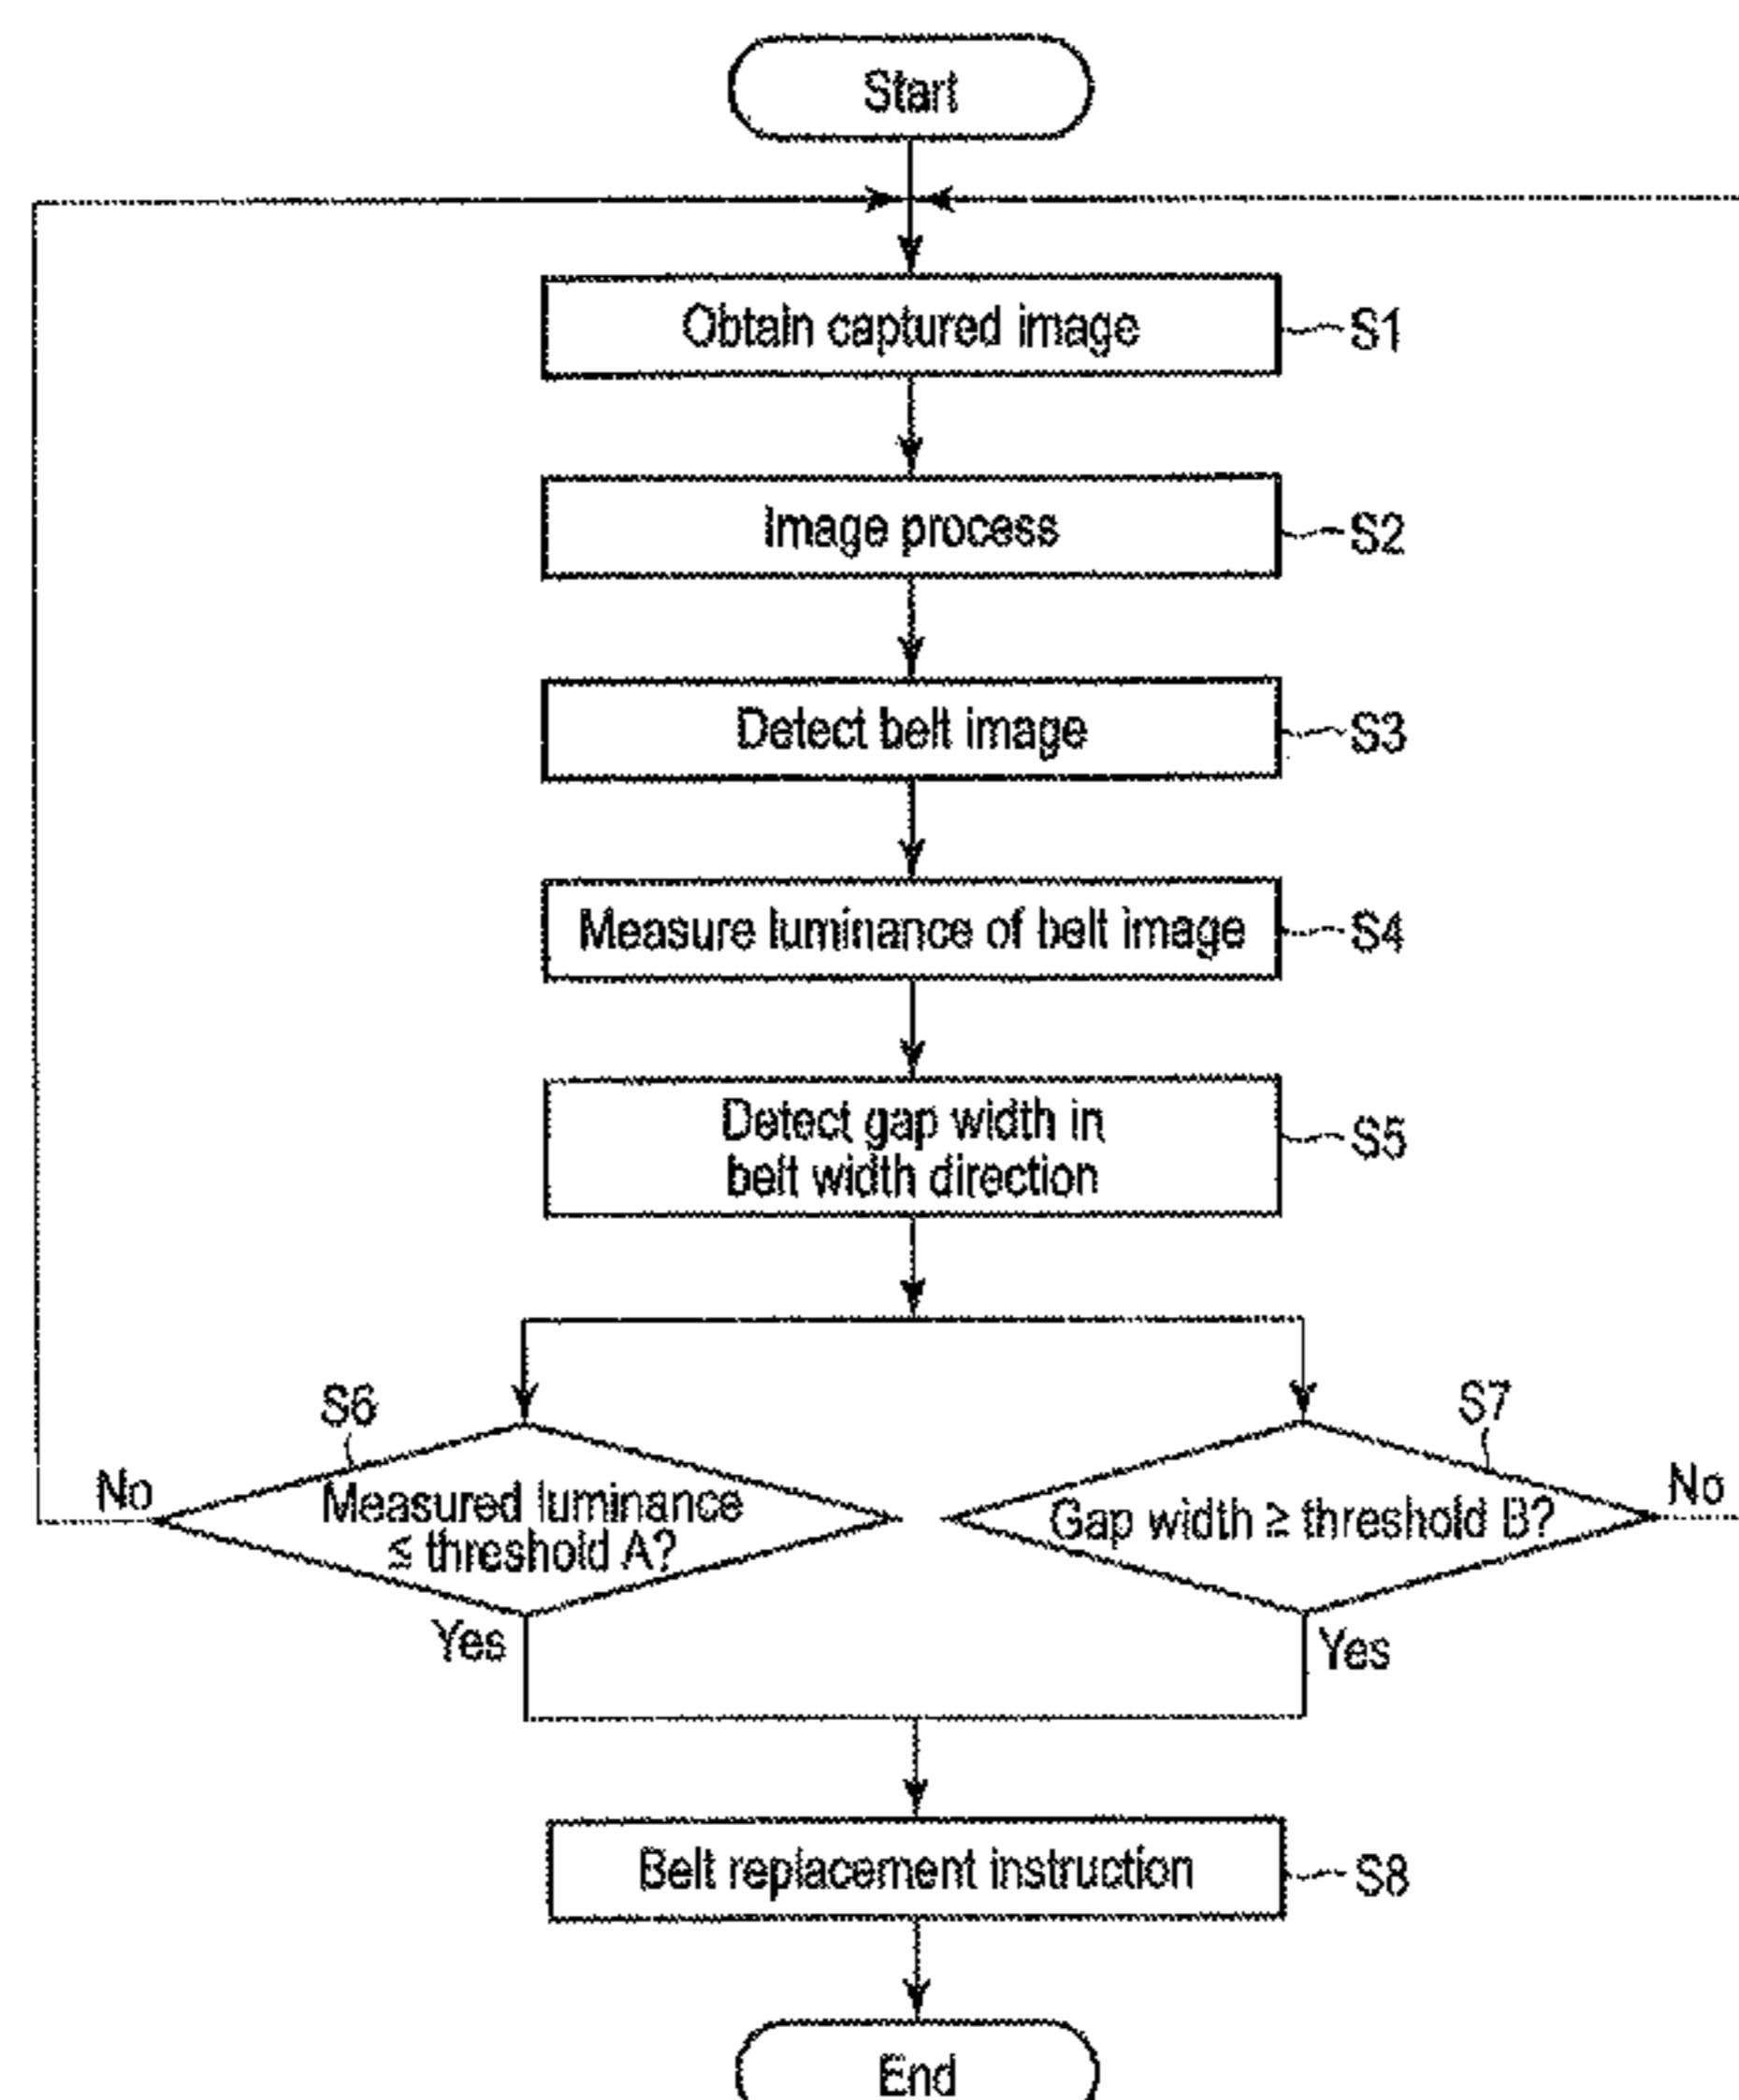 Start
Obtain captured image
S1
Image process
S2
Detect belt image
S3
Measure luminance of belt image
S4
Detect gap width in
belt width direction
S5
S6
No
Measured luminance
≤ threshold A?
Yes
S7
No
Gap width ≥ threshold B?
Yes
Belt replacement instruction
S8
End